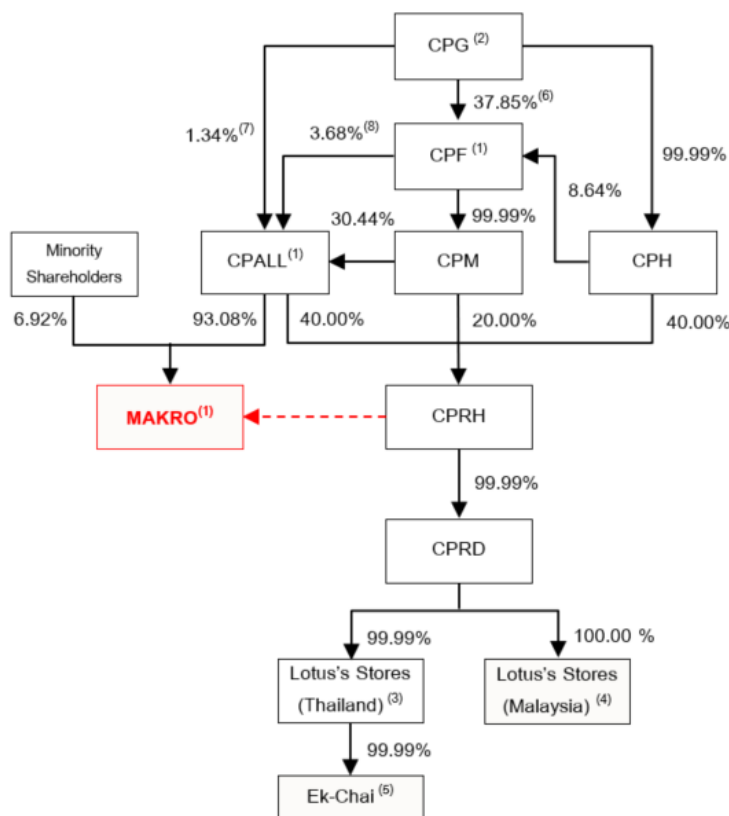 CPG (2)
37.85%(6)
1.34%(7)
3.68%(8)
CPF (1)
99.99%
8.64%
30.44%
99.99%
Minority
Shareholders
CPALL(1)
CPM
CPH
6.92%
93.08%
40.00%
20.00%
40.00%
MAKRO(1)
CPRH
99.99%
CPRD
99.99%
100.00 %
Lotus's Stores
(Thailand) (3)
Lotus's Stores
(Malaysia) (4)
99.99%
Ek-Chai (5)